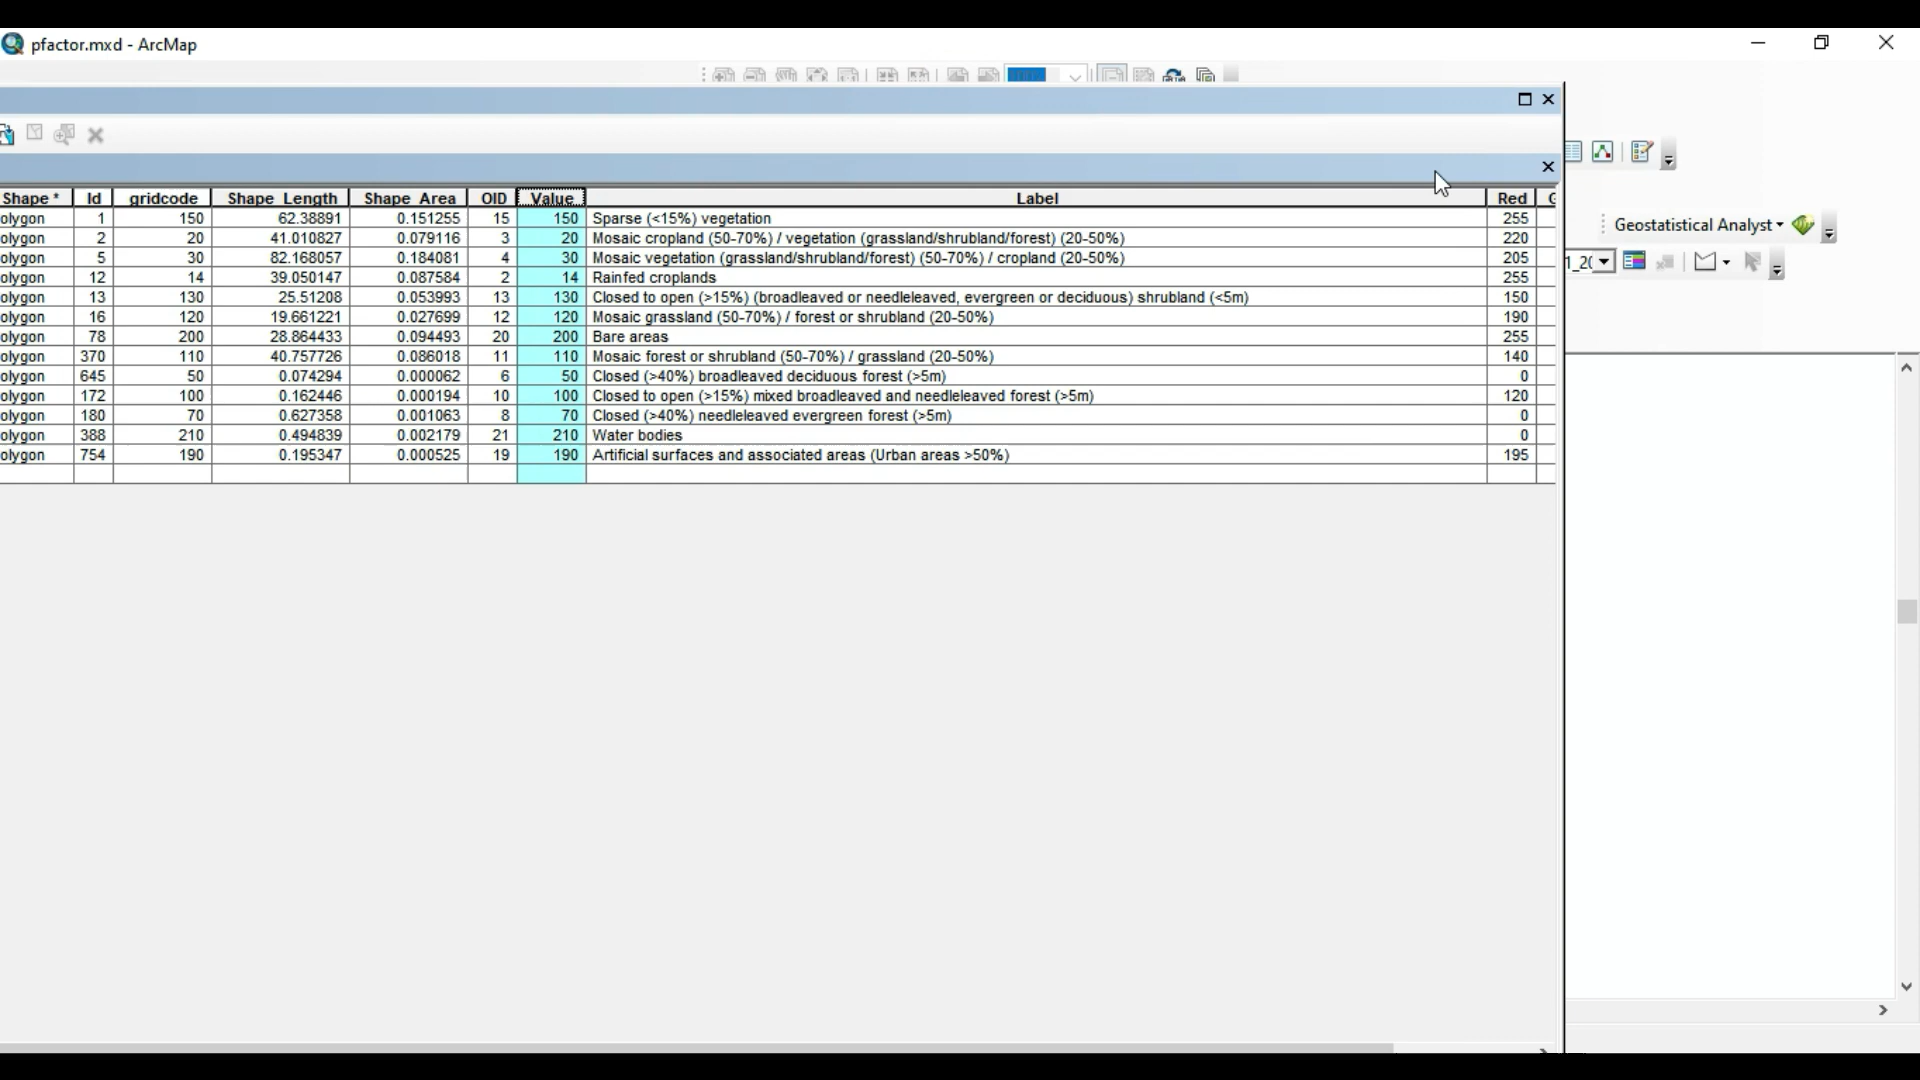 pfactor.mxd - ArcMap
Shape * Id gridcode Shape_Length Shape_Area OID Value Label Red
olygon 1 150 62.38891 0.151255 15 150 Sparse (<15%) vegetation 255
olygon 2 20 41.010827 0.079116 3 20 Mosaic cropland (50-70%) / vegetation (grassland/shrubland/forest) (20-50%) 220
olygon 5 30 82.168057 0.184081 4 30 Mosaic vegetation (grassland/shrubland/forest) (50-70%) / cropland (20-50%) 205
olygon 12 14 39.050147 0.087584 2 14 Rainfed croplands 255
olygon 13 130 25.51208 0.053993 13 130 Closed to open (>15%) (broadleaved or needleleaved, evergreen or deciduous) shrubland (<5m) 150
olygon 16 120 19.661221 0.027699 12 120 Mosaic grassland (50-70%) / forest or shrubland (20-50%) 190
olygon 78 200 28.864433 0.094493 20 200 Bare areas 255
olygon 370 110 40.757726 0.086018 11 110 Mosaic forest or shrubland (50-70%) / grassland (20-50%) 140
olygon 645 50 0.074294 0.000062 6 50 Closed (>40%) broadleaved deciduous forest (>5m) 0
olygon 172 100 0.162446 0.000194 10 100 Closed to open (>15%) mixed broadleaved and needleleaved forest (>5m) 120
olygon 180 70 0.627358 0.001063 8 70 Closed (>40%) needleleaved evergreen forest (>5m) 0
olygon 388 210 0.494839 0.002179 21 210 Water bodies 0
olygon 754 190 0.195347 0.000525 19 190 Artificial surfaces and associated areas (Urban areas >50%) 195
Geostatistical Analyst